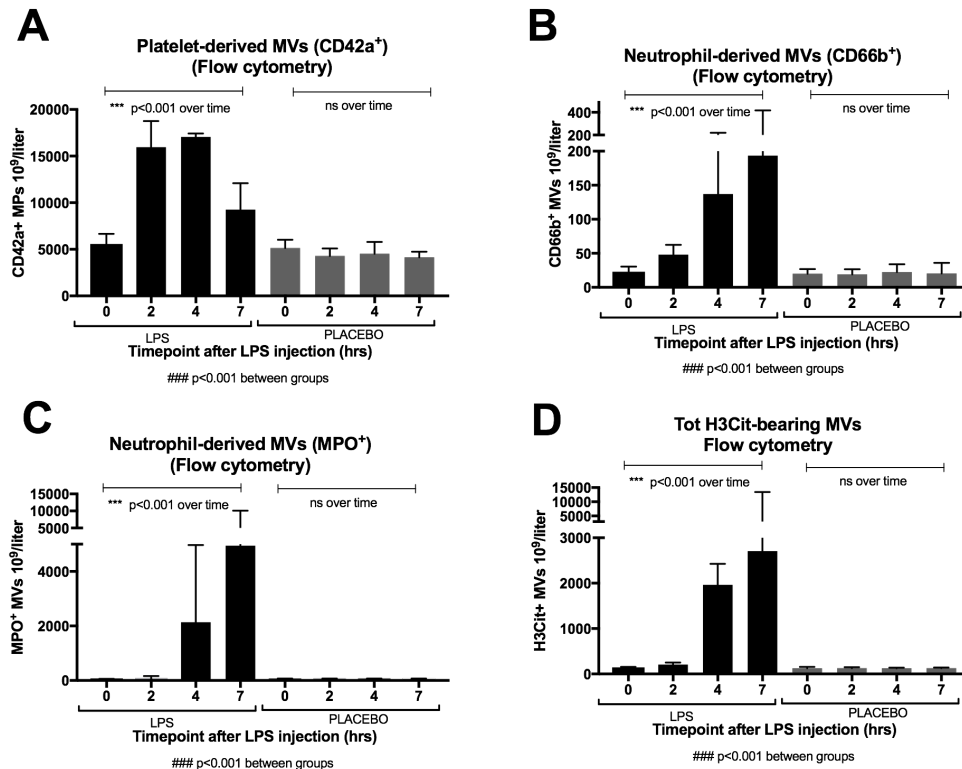 A
Platelet-derived MVs (CD42a+)
(Flow cytometry)
*** p<0.001 over time
ns over time
20000
15000
10000
5000
0
CD42a+ MPs 10^9/liter
0 2 4 7 0 2 4 7
LPS PLACEBO
Timepoint after LPS injection (hrs)
### p<0.001 between groups
B
Neutrophil-derived MVs (CD66b+)
(Flow cytometry)
*** p<0.001 over time
ns over time
400
200
200
150
100
50
0
CD66b+ MVs 10^9/liter
0 2 4 7 0 2 4 7
LPS PLACEBO
Timepoint after LPS injection (hrs)
### p<0.001 between groups
C
Neutrophil-derived MVs (MPO+)
(Flow cytometry)
*** p<0.001 over time
ns over time
15000
10000
5000
4000
2000
0
MPO+ MVs 10^9/liter
0 2 4 7 0 2 4 7
LPS PLACEBO
Timepoint after LPS injection (hrs)
### p<0.001 between groups
D
Tot H3Cit-bearing MVs
Flow cytometry
*** p<0.001 over time
ns over time
15000
10000
5000
3000
2000
1000
0
H3Cit+ MVs 10^9/liter
0 2 4 7 0 2 4 7
LPS PLACEBO
Timepoint after LPS injection (hrs)
### p<0.001 between groups